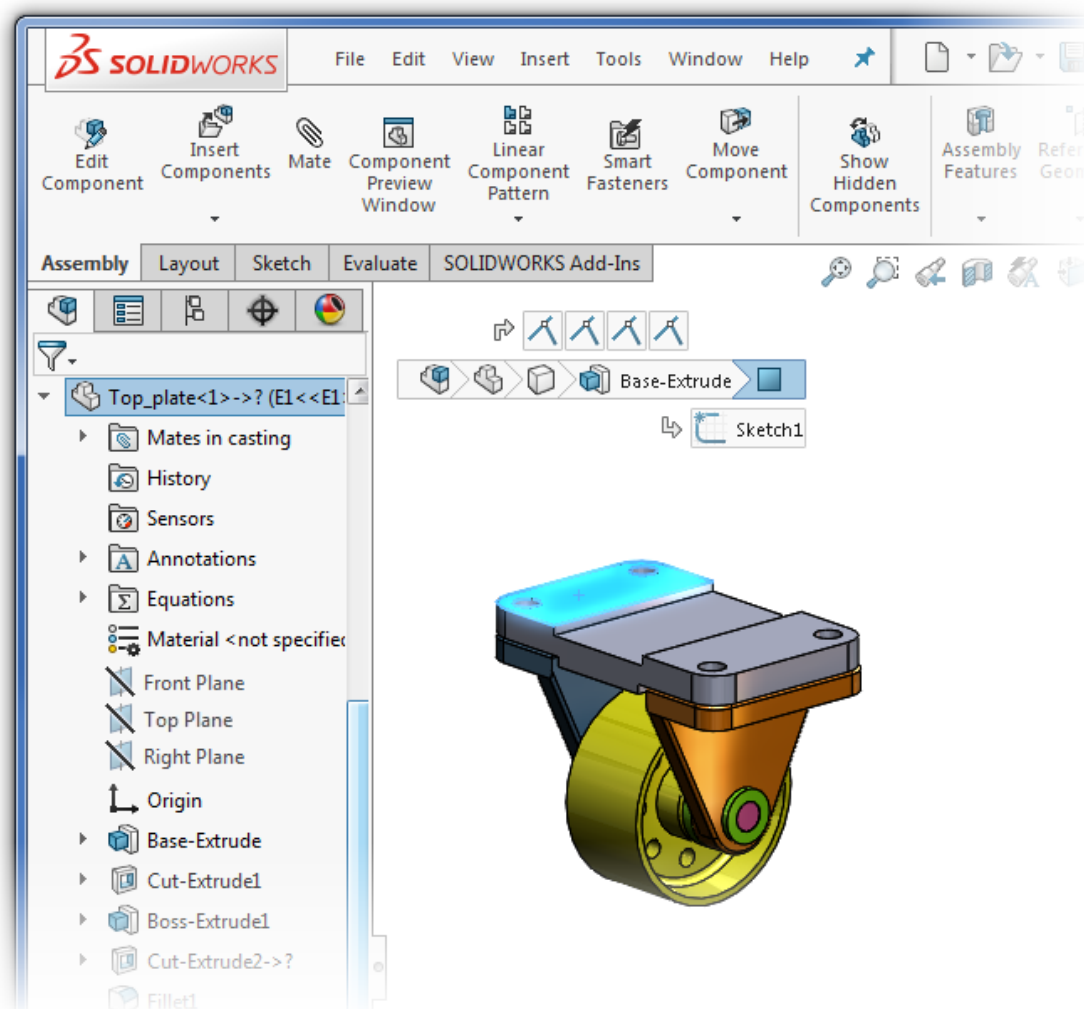 SOLIDWORKS
File Edit View Insert Tools Window Help
Edit
Component
Insert
Components
Mate
Component
Preview
Window
Linear
Component
Pattern
Smart
Fasteners
Move
Component
Show
Hidden
Components
Assembly
Features
Assembly Layout Sketch Evaluate SOLIDWORKS Add-Ins
Top_plate<1>->? (E1<<E1
Mates in casting
History
Sensors
Annotations
Equations
Material <not specified
Front Plane
Top Plane
Right Plane
Origin
Base-Extrude
Cut-Extrude1
Boss-Extrude1
Cut-Extrude2->?
Fillet1
Base-Extrude
Sketch1